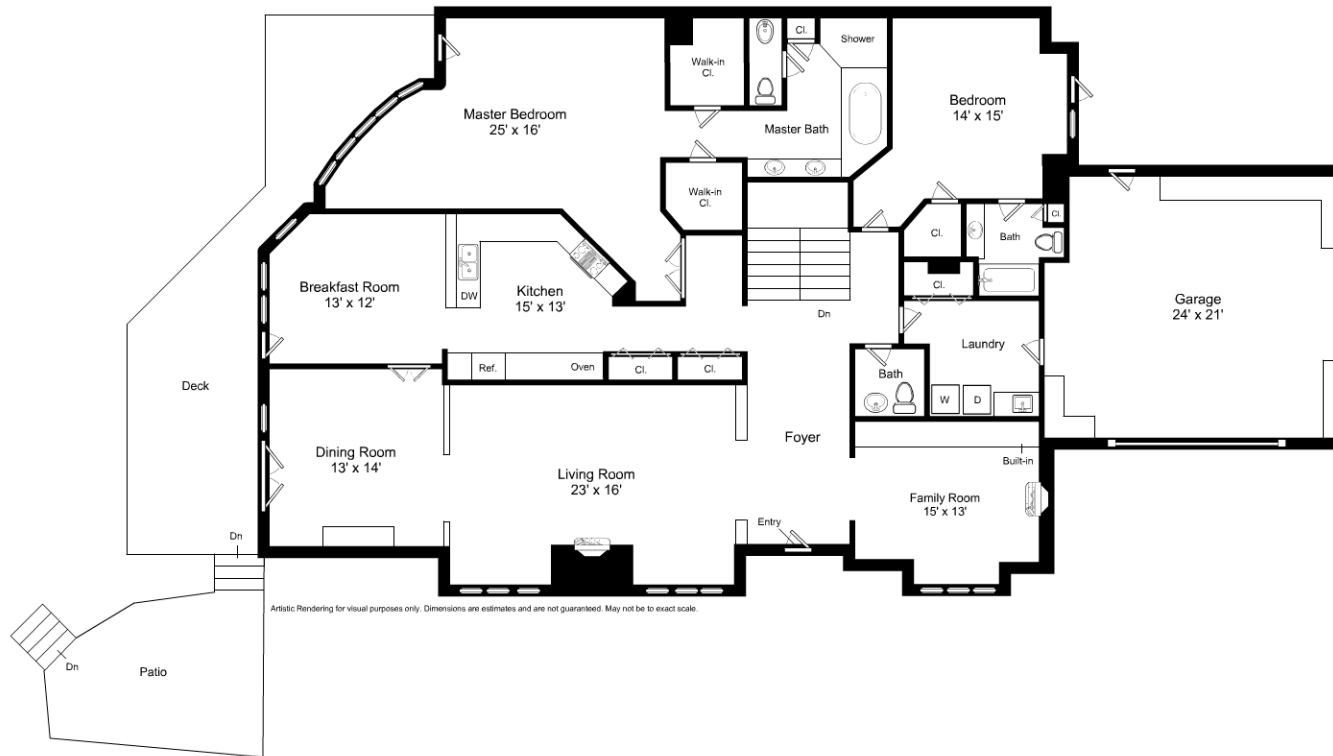 Walk-in
Cl.
Cl.
Shower
Master Bedroom
25' x 16'
Master Bath
Bedroom
14' x 15'
Walk-in
Cl.
Cl.
Cl.
Bath
Breakfast Room
13' x 12'
DW
Kitchen
15' x 13'
Cl.
Dn
Garage
24' x 21'
Laundry
Ref.
Oven
Cl.
Cl.
Bath
W
D
Deck
Dining Room
13' x 14'
Living Room
23' x 16'
Foyer
Built-in
Family Room
15' x 13'
Entry
Dn
Artistic Rendering for visual purposes only. Dimensions are estimates and are not guaranteed. May not be to exact scale.
Dn
Patio